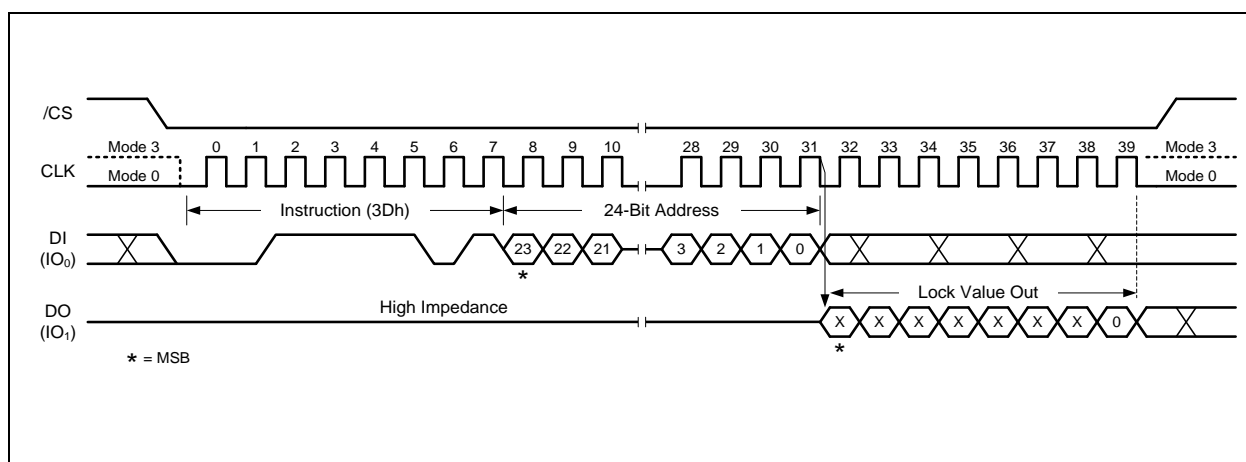 /CS
Mode 3 0 1 2 3 4 5 6 7 8 9 10 28 29 30 31 32 33 34 35 36 37 38 39 Mode 3
CLK
Mode 0 Mode 0
Instruction (3Dh) 24-Bit Address
DI
(IO0)
23 22 21 3 2 1 0
*
Lock Value Out
High Impedance
DO
(IO1)
X X X X X X X 0
*
* = MSB